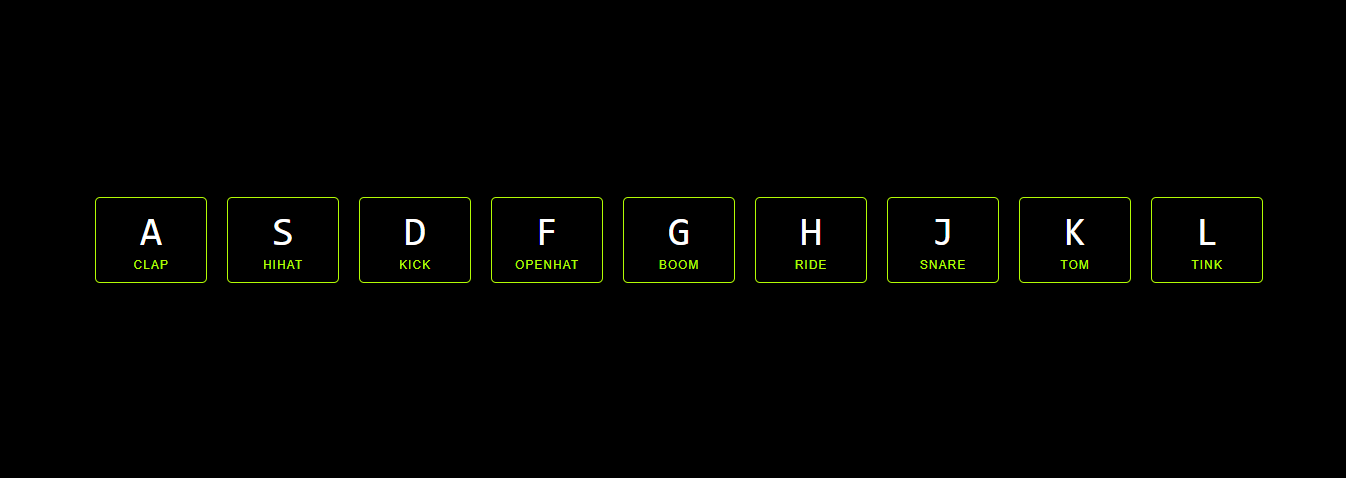 A S D F G H J K L
CLAP HIHAT KICK OPENHAT BOOM RIDE SNARE TOM TINK